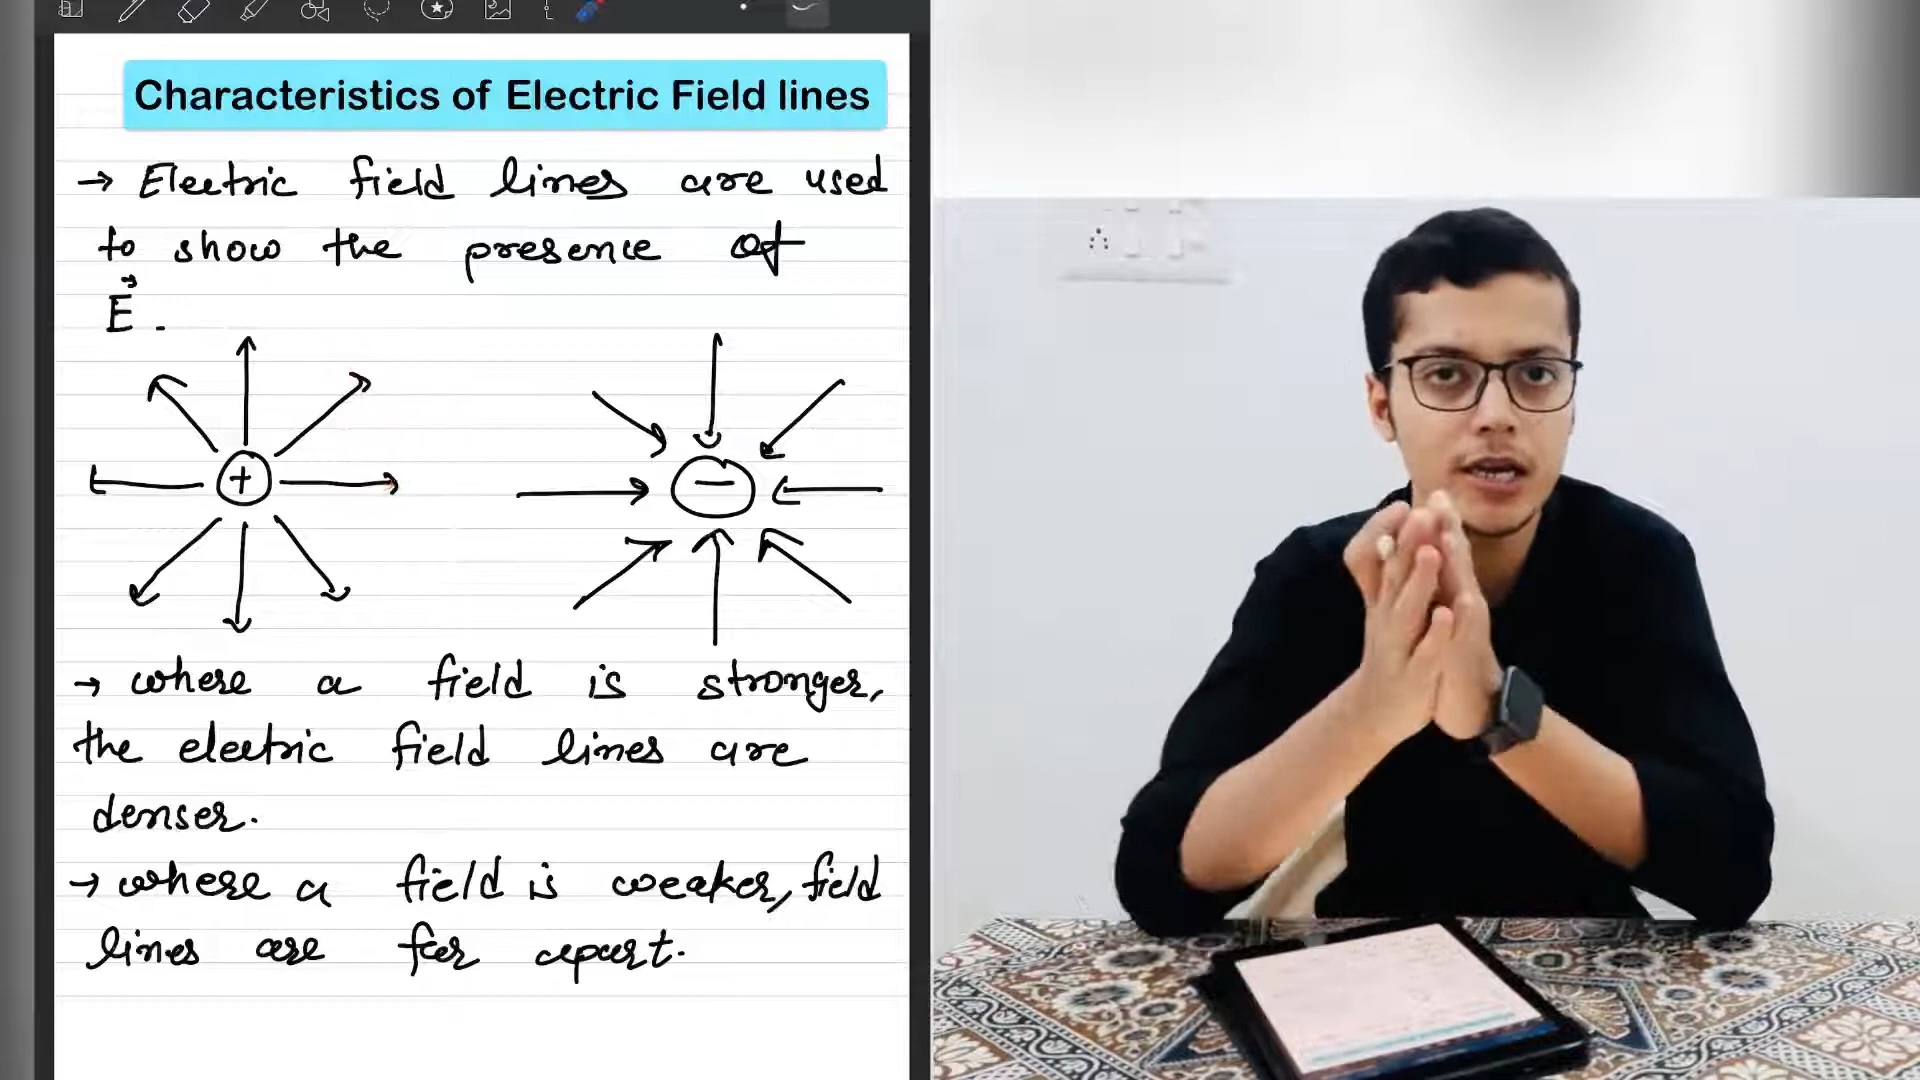 Characteristics of Electric Field lines
→ Electric field lines are used
to show the presence of
E⃗ .
+
−
→ where a field is stronger,
the electric field lines are
denser.
→ where a field is weaker, field
lines are far apart.